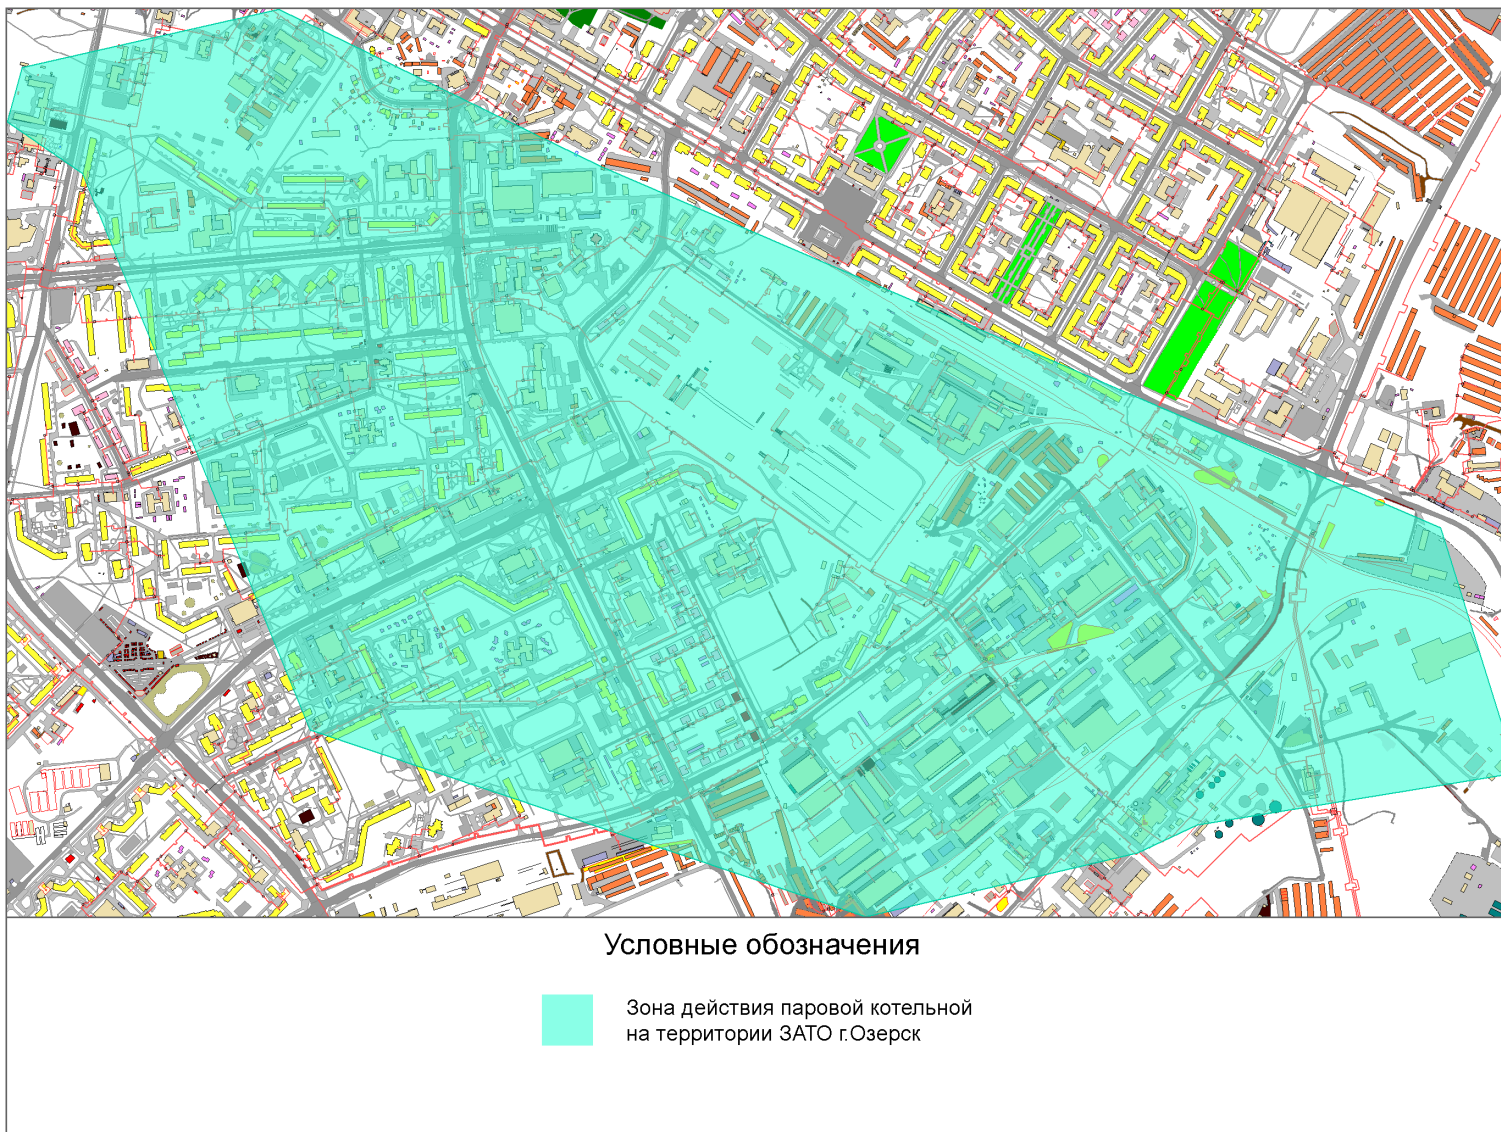 Условные обозначения
Зона действия паровой котельной
на территории ЗАТО г.Озерск